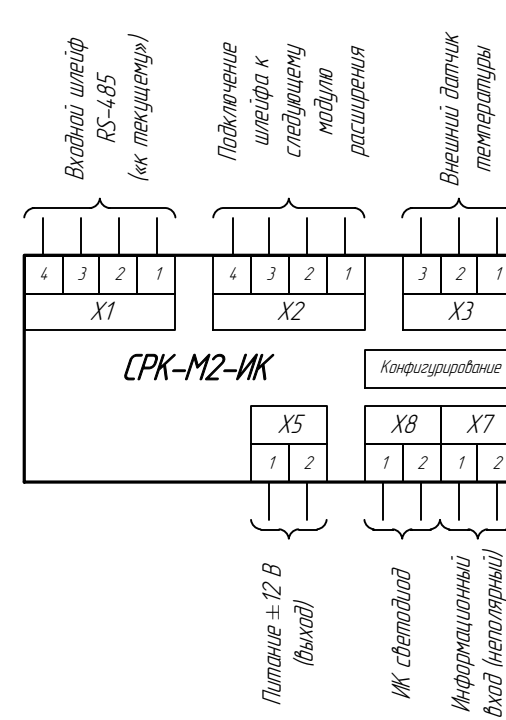 Входной шлейф
RS-485
(«к текущему»)
Подключение
шлейфа к
следующему
модулю
расширения
Внешний датчик
температуры
4 3 2 1
X1
4 3 2 1
X2
3 2 1
X3
СРК-М2-ИК
Конфигурирование
X5
1 2
X8
1 2
X7
1 2
Питание ± 12 В
(выход)
ИК светодиод
Информационный
вход (неполярный)